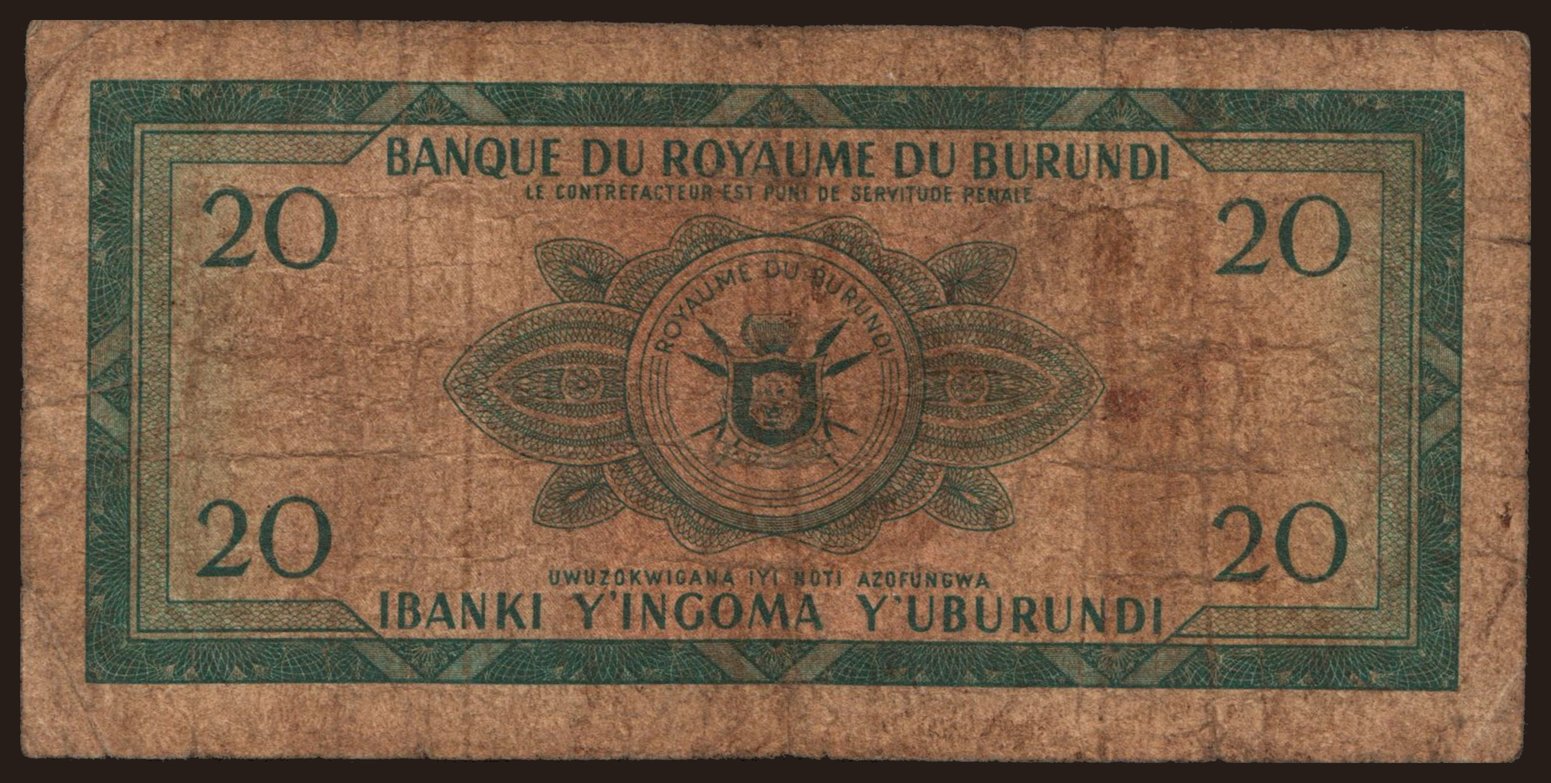 BANQUE DU ROYAUME DU BURUNDI
LE CONTREFACTEUR EST PUNI DE SERVITUDE PENALE
20
20
ROYAUME DU BURUNDI
20
20
UWUZOKWIGANA IYI NOTI AZOFUNGWA
IBANKI Y'INGOMA Y'UBURUNDI